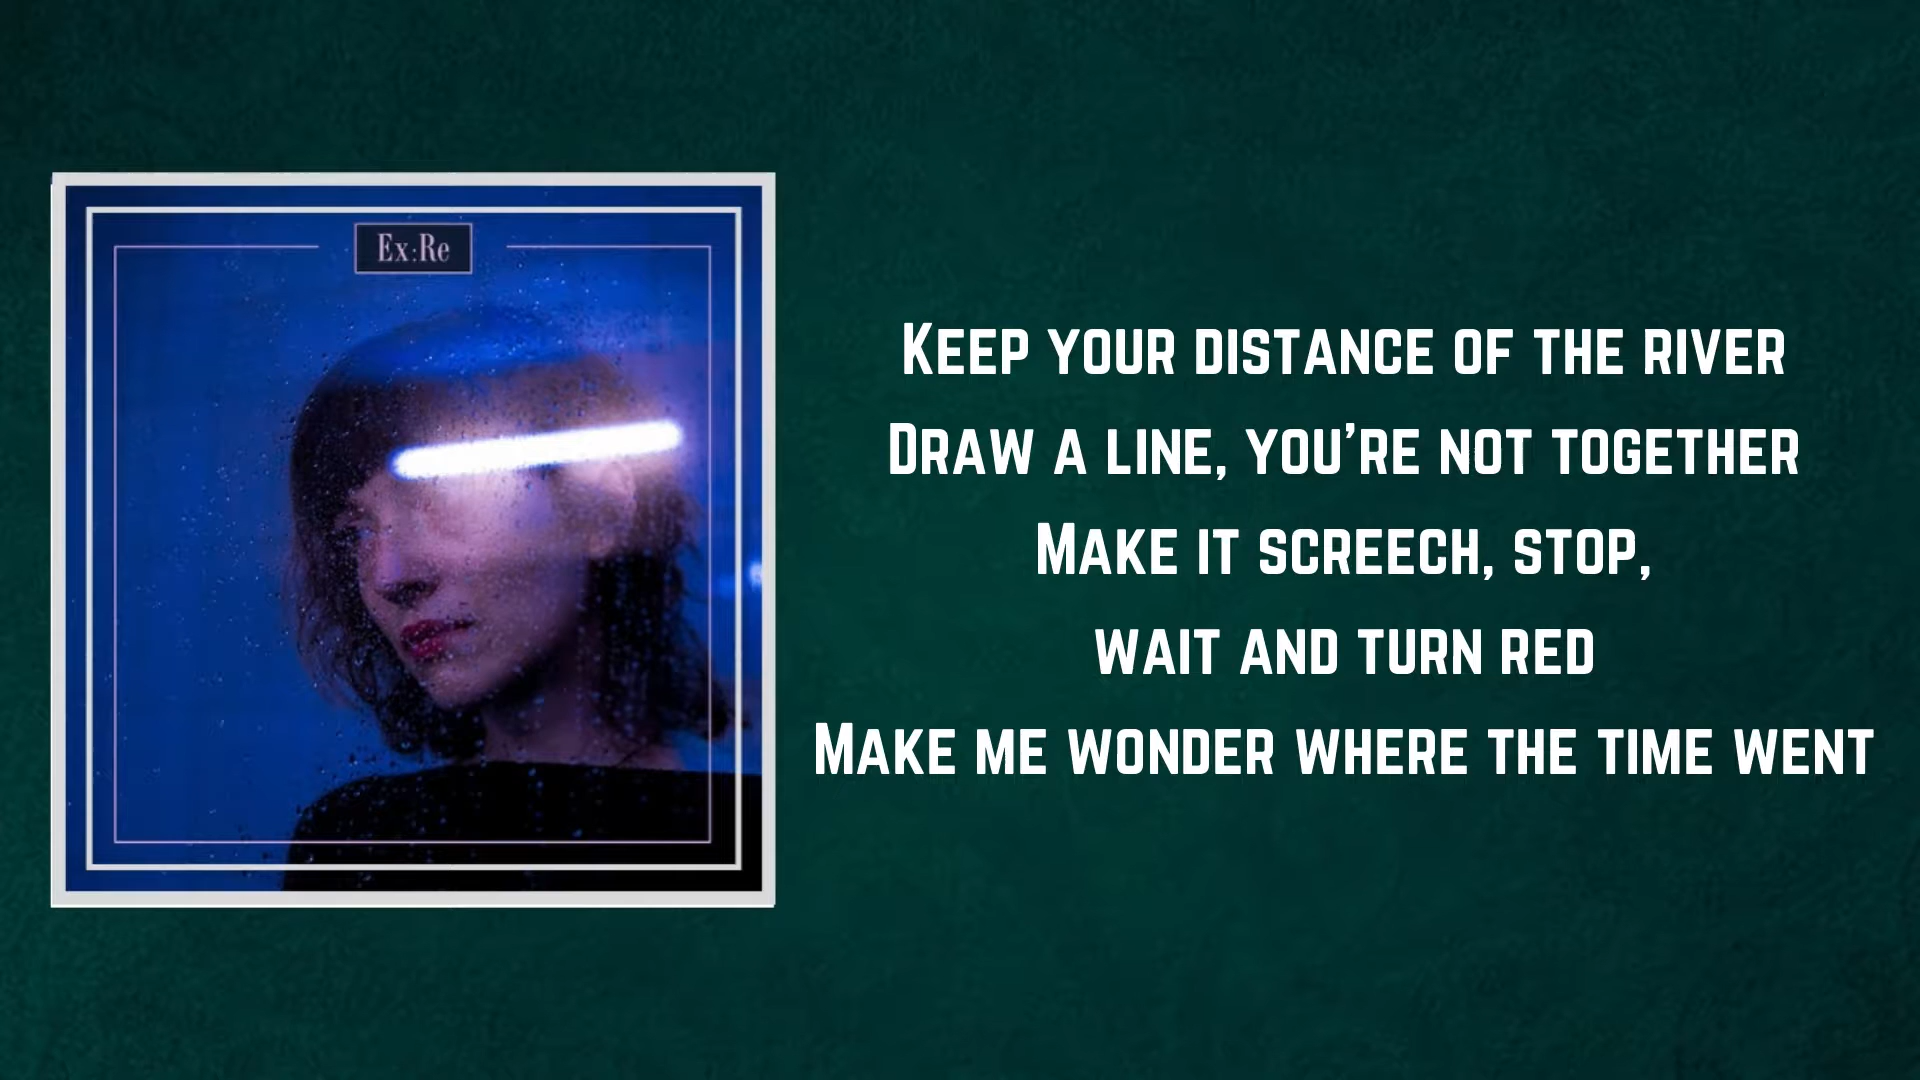 Ex:Re
Keep your distance of the river
Draw a line, you're not together
Make it screech, stop,
wait and turn red
Make me wonder where the time went